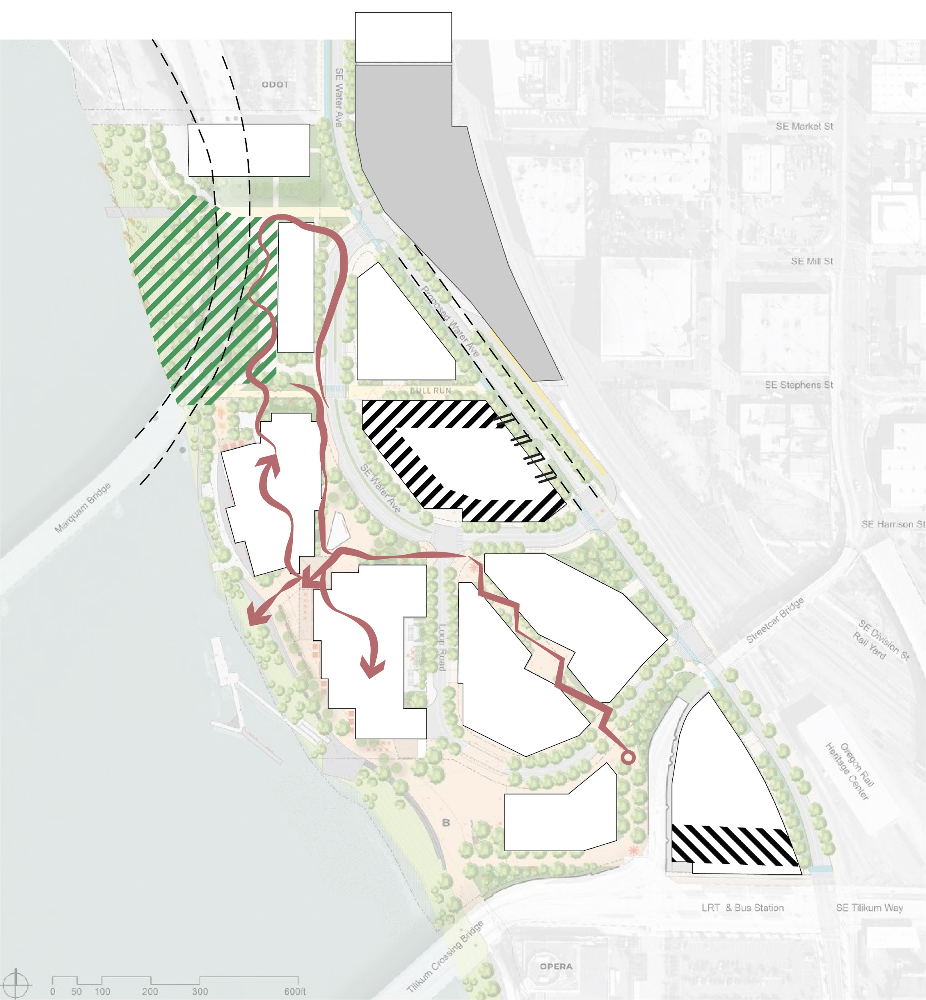 ODOT
SE Water Ave
SE Market St
SE Mill St
Proposed Water Ave
SE Stephens St
BULL RUN
SE Water Ave
Marquam Bridge
SE Harrison St
Streetcar Bridge
SE Division St
Rail Yard
Loop Road
Oregon Rail
Heritage Center
B
LRT & Bus Station
SE Tilikum Way
Tilikum Crossing Bridge
OPERA
0 50 100 200 300 600ft